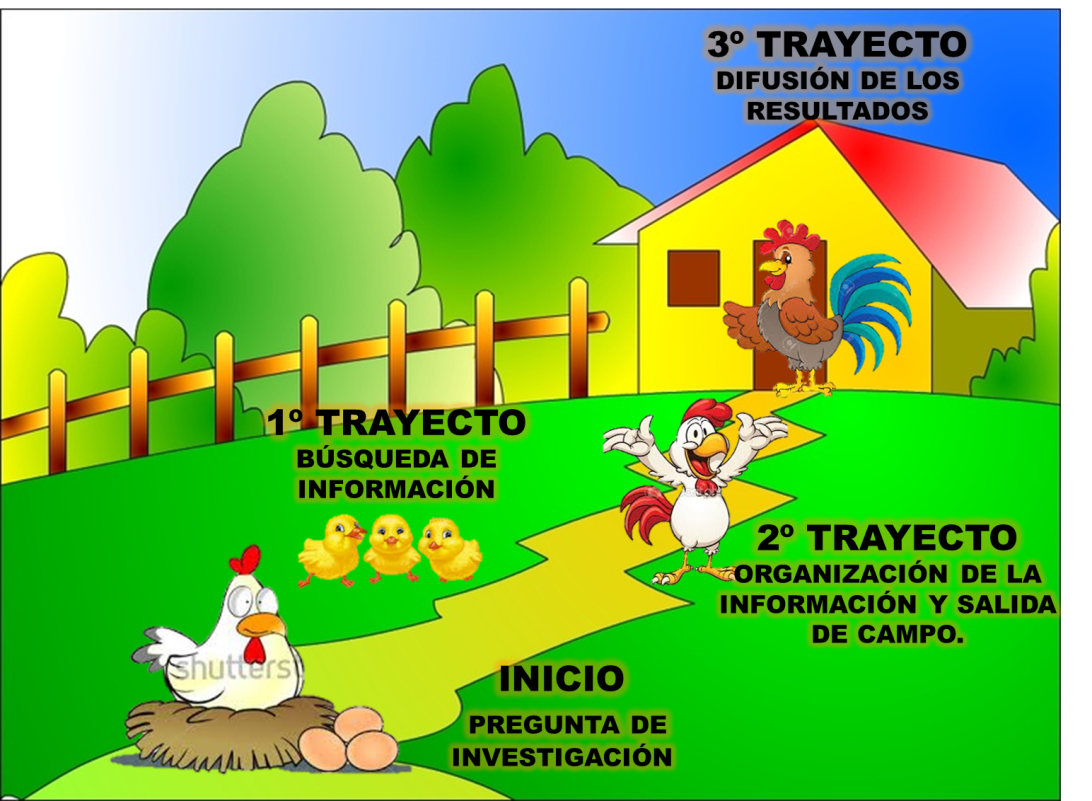 3º TRAYECTO
DIFUSIÓN DE LOS
RESULTADOS
1º TRAYECTO
BÚSQUEDA DE
INFORMACIÓN
2º TRAYECTO
ORGANIZACIÓN DE LA
INFORMACIÓN Y SALIDA
DE CAMPO.
shutters
INICIO
PREGUNTA DE
INVESTIGACIÓN